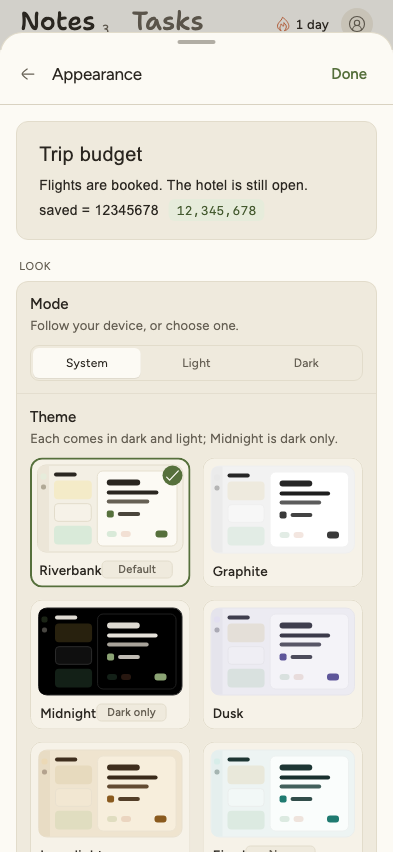 Notes 3 Tasks 1 day
Appearance Done
Trip budget
Flights are booked. The hotel is still open.
saved = 12345678 12,345,678
LOOK
Mode
Follow your device, or choose one.
System Light Dark
Theme
Each comes in dark and light; Midnight is dark only.
Riverbank Default Graphite
Midnight Dark only Dusk